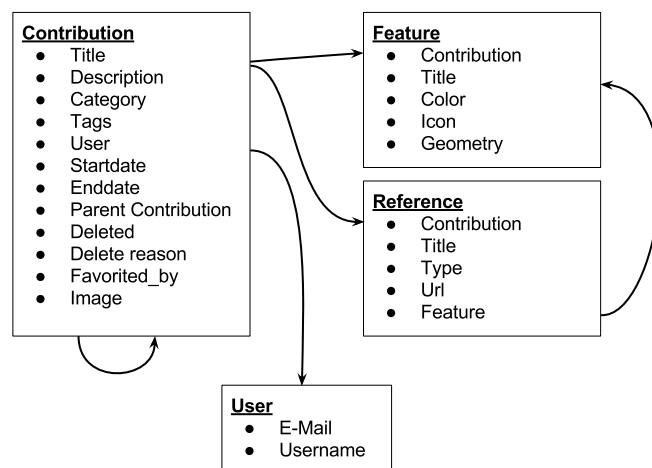 Contribution
● Title
● Description
● Category
● Tags
● User
● Startdate
● Enddate
● Parent Contribution
● Deleted
● Delete reason
● Favorited_by
● Image
Feature
● Contribution
● Title
● Color
● Icon
● Geometry
Reference
● Contribution
● Title
● Type
● Url
● Feature
User
● E-Mail
● Username